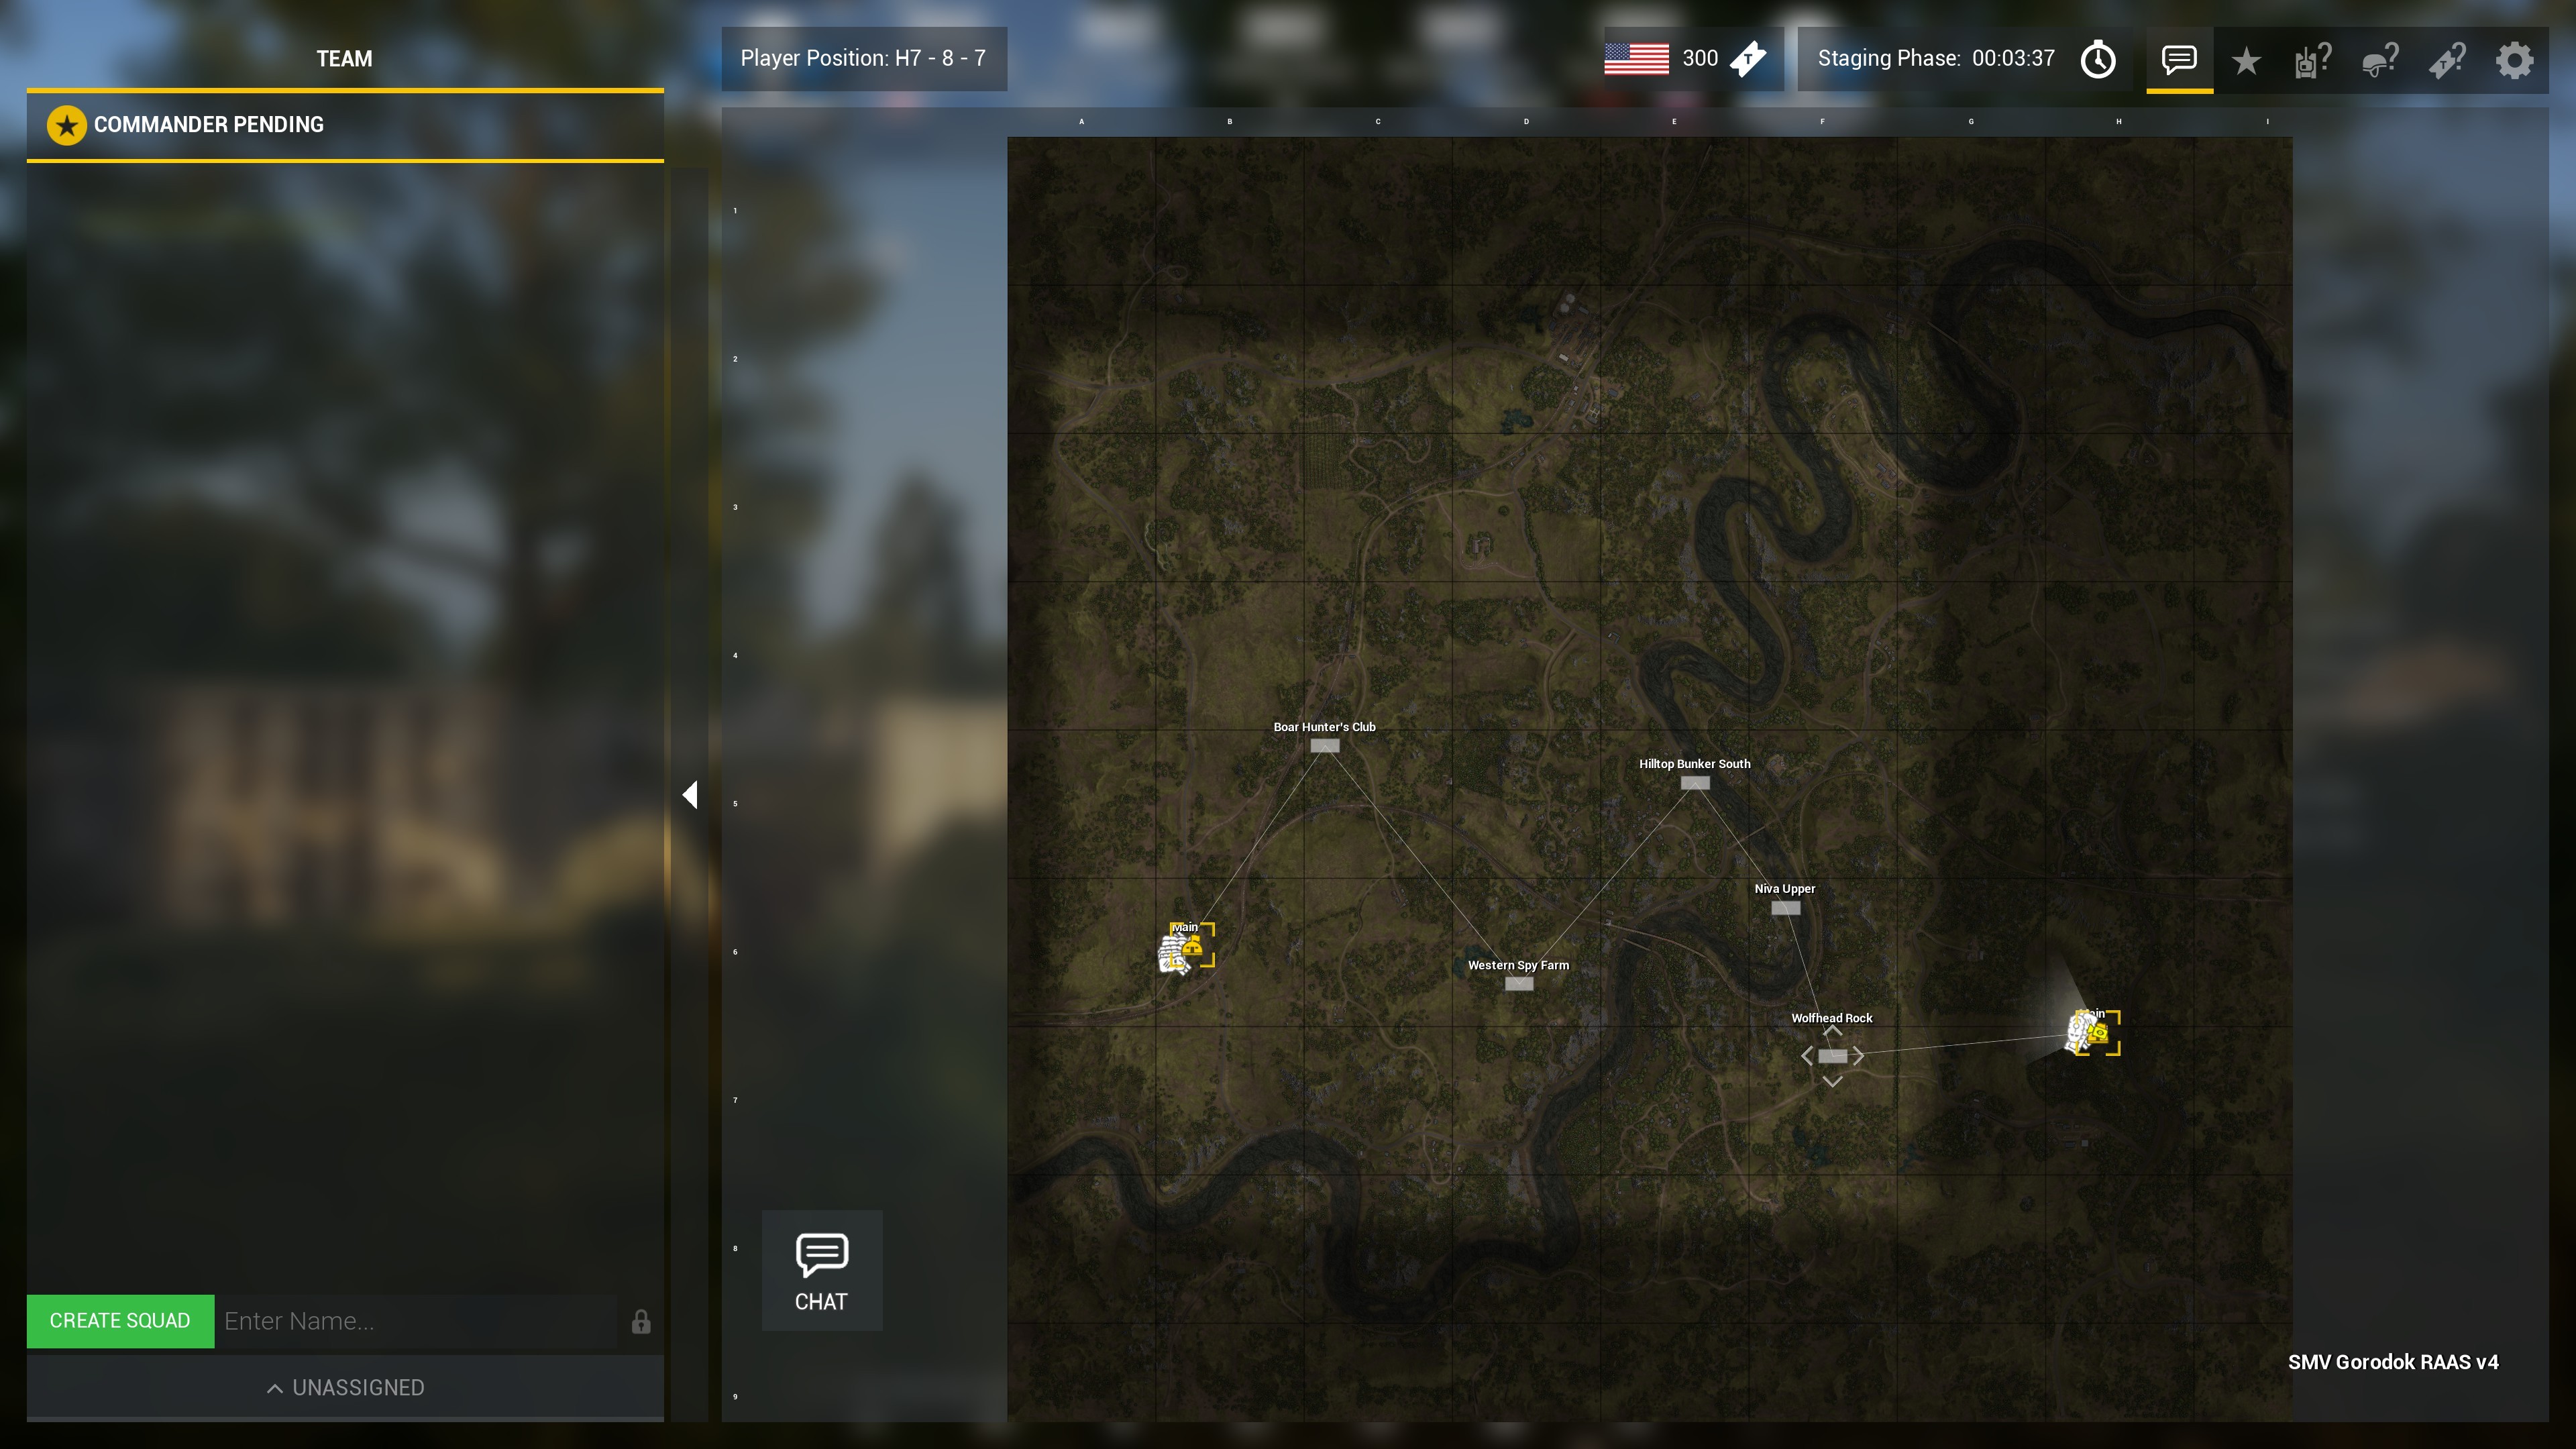 TEAM
Player Position: H7 - 8 - 7
300
T
Staging Phase: 00:03:37
?
?
T?
COMMANDER PENDING
A B C D E F G H I
1
2
3
4
Boar Hunter's Club
Hilltop Bunker South
5
Niva Upper
Main
6
Western Spy Farm
Wolfhead Rock
7
8
CHAT
CREATE SQUAD
Enter Name...
SMV Gorodok RAAS v4
UNASSIGNED
9